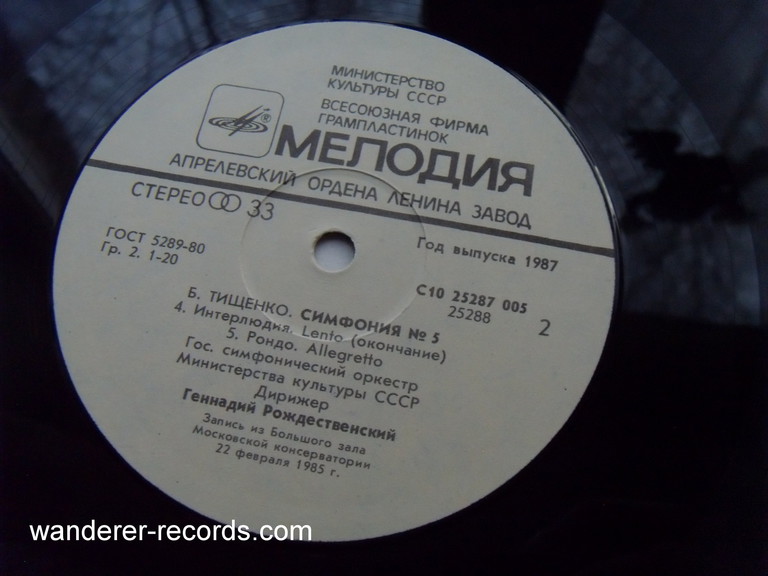 МИНИСТЕРСТВО
КУЛЬТУРЫ СССР
ВСЕСОЮЗНАЯ ФИРМА
ГРАМПЛАСТИНОК
МЕЛОДИЯ
АПРЕЛЕВСКИЙ ОРДЕНА ЛЕНИНА ЗАВОД
СТЕРЕО 33
ГОСТ 5289-80
Гр. 2. 1-20
Год выпуска 1987
С10 25287 005
25288
2
Б. ТИЩЕНКО. СИМФОНИЯ № 5
4. Интерлюдия. Lento (окончание)
5. Рондо. Allegretto
Гос. симфонический оркестр
Министерства культуры СССР
Дирижер
Геннадий Рождественский
Запись из Большого зала
Московской консерватории
22 февраля 1985 г.
wanderer-records.com